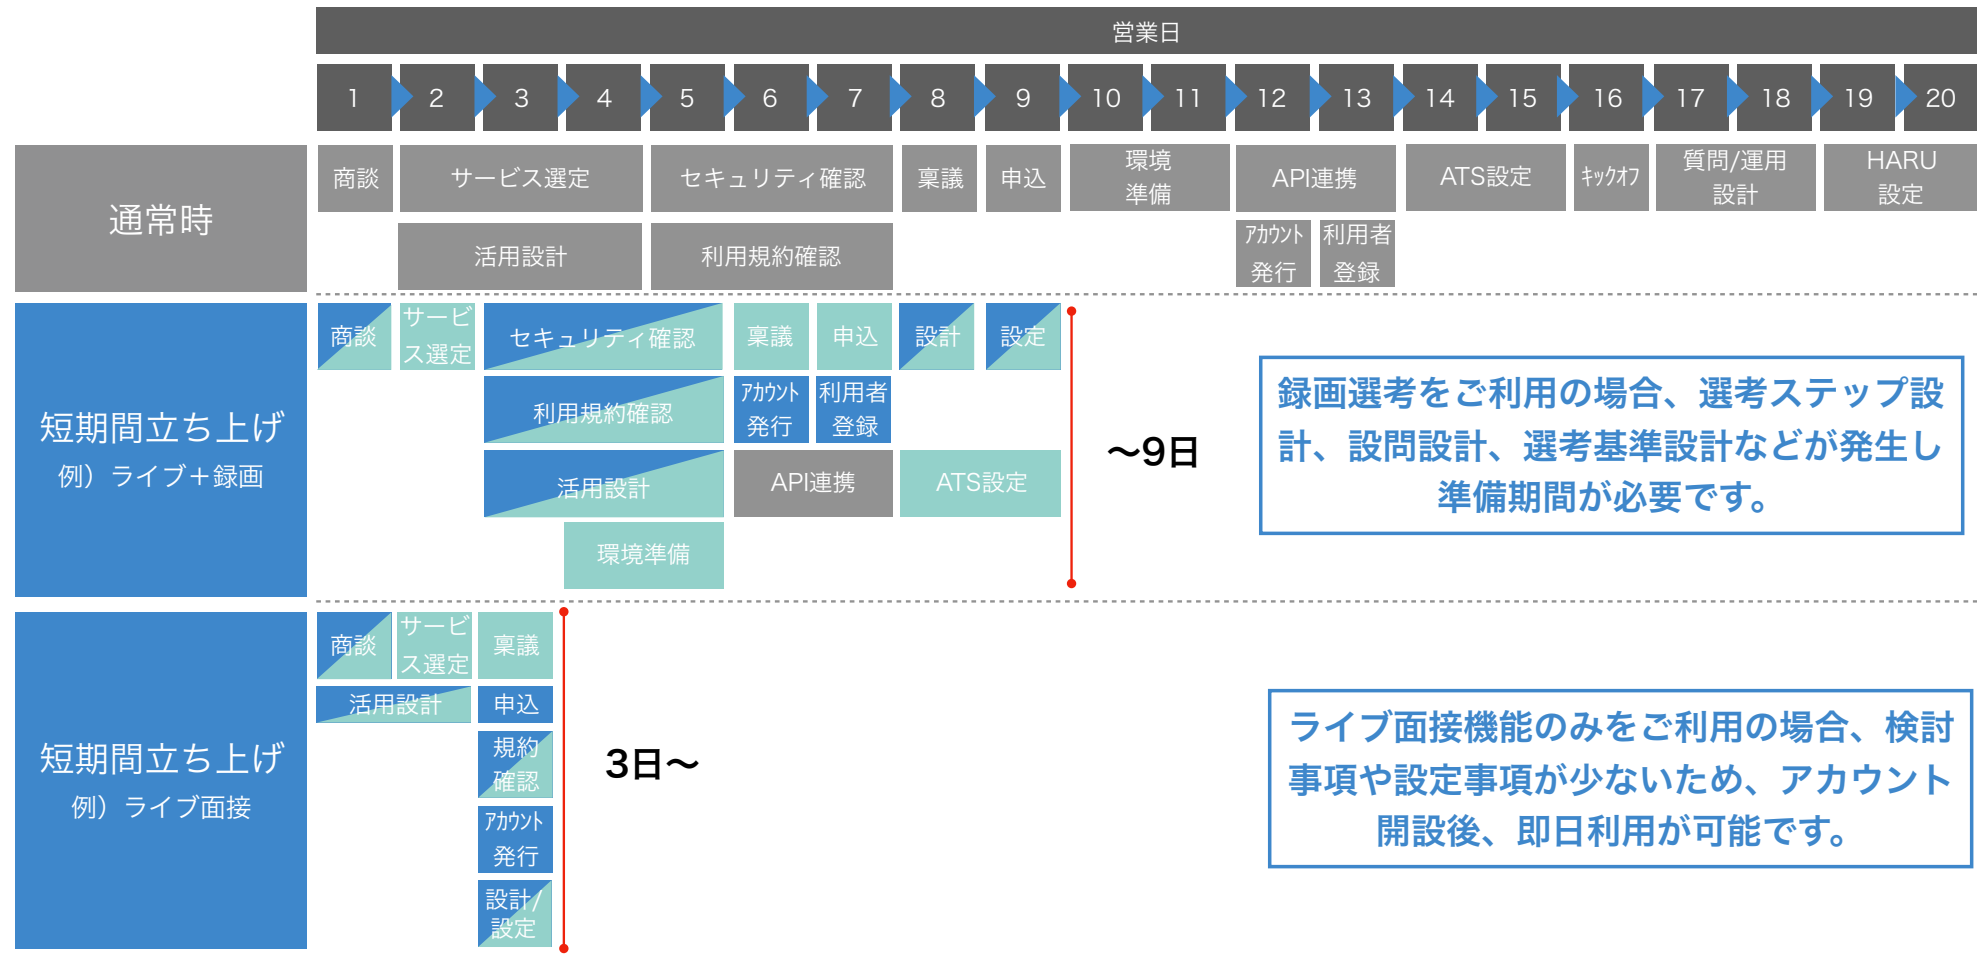 営業日
1 2 3 4 5 6 7 8 9 10 11 12 13 14 15 16 17 18 19 20
通常時
商談
サービス選定
セキュリティ確認
稟議
申込
環境
準備
API連携
ATS設定
ｷｯｸｵﾌ
質問/運用
設計
HARU
設定
活用設計
利用規約確認
ｱｶｳﾝﾄ
発行
利用者
登録
短期間立ち上げ
例）ライブ＋録画
商談
サービ
ス選定
セキュリティ確認
稟議
申込
設計
設定
利用規約確認
ｱｶｳﾝﾄ
発行
利用者
登録
活用設計
API連携
ATS設定
環境準備
〜9日
録画選考をご利用の場合、選考ステップ設
計、設問設計、選考基準設計などが発生し
準備期間が必要です。
短期間立ち上げ
例）ライブ面接
商談
サービ
ス選定
稟議
活用設計
申込
規約
確認
ｱｶｳﾝﾄ
発行
設計/
設定
3日〜
ライブ面接機能のみをご利用の場合、検討
事項や設定事項が少ないため、アカウント
開設後、即日利用が可能です。